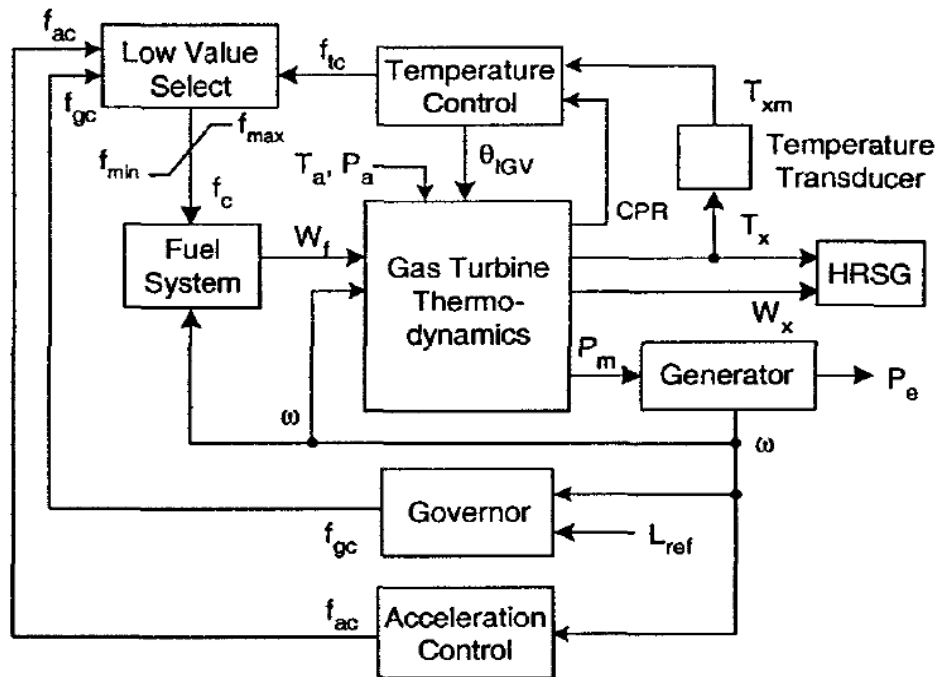 f_ac
Low Value
Select
f_gc
f_tc
Temperature
Control
T_xm
f_max
f_min
f_c
θ_IGV
T_a, P_a
Temperature
Transducer
CPR
T_x
Fuel
System
W_f
Gas Turbine
Thermo-
dynamics
HRSG
W_x
P_m
Generator
P_e
ω
ω
Governor
f_gc
L_ref
f_ac
Acceleration
Control